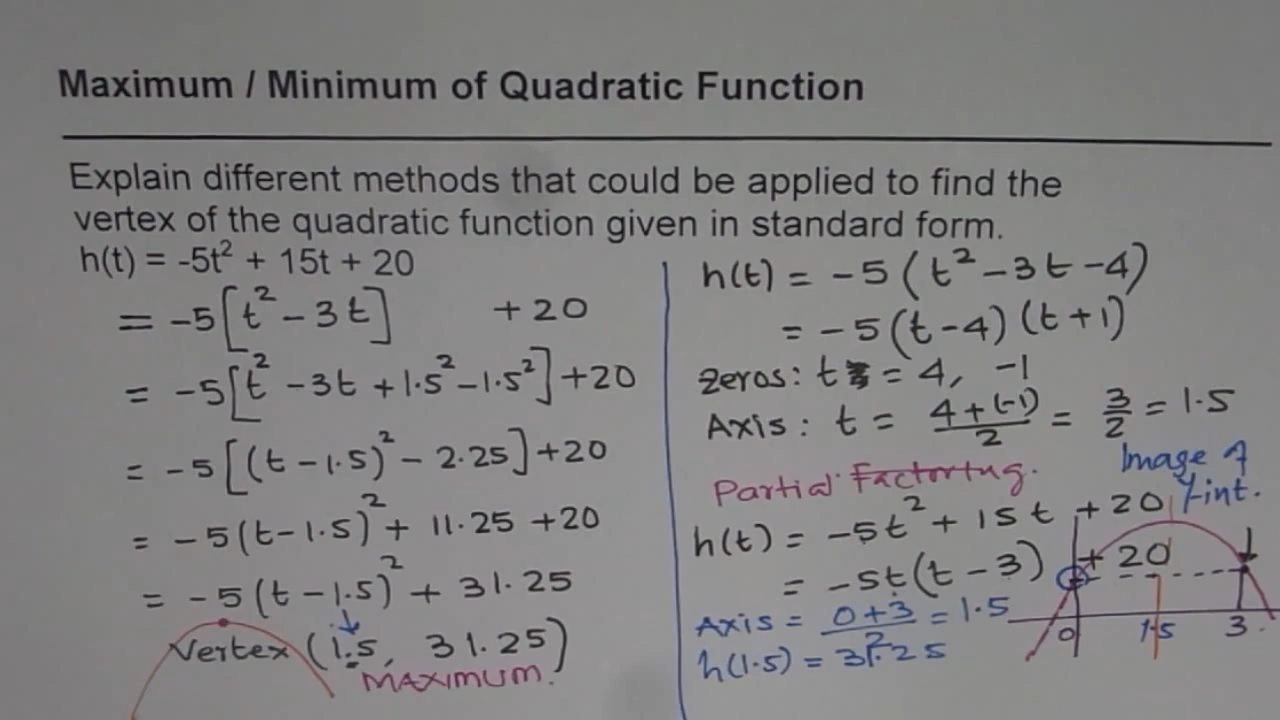 Maximum / Minimum of Quadratic Function
Explain different methods that could be applied to find the
vertex of the quadratic function given in standard form.
h(t) = -5t² + 15t + 20
= -5[t² - 3t] + 20
= -5[t² - 3t + 1.5² - 1.5²] + 20
= -5[(t - 1.5)² - 2.25] + 20
= -5(t - 1.5)² + 11.25 + 20
= -5(t - 1.5)² + 31.25
Vertex (1.5, 31.25)
MAXIMUM.
h(t) = -5(t² - 3t - 4)
= -5(t - 4)(t + 1)
Zeros: t = 4, -1
Axis: t = 4 + (-1) / 2 = 3/2 = 1.5
Partial Factoring.
h(t) = -5t² + 15t + 20
= -5t(t - 3) + 20
Axis = 0 + 3 / 2 = 1.5
h(1.5) = 31.25
Image of
Y int.
0 1.5 3